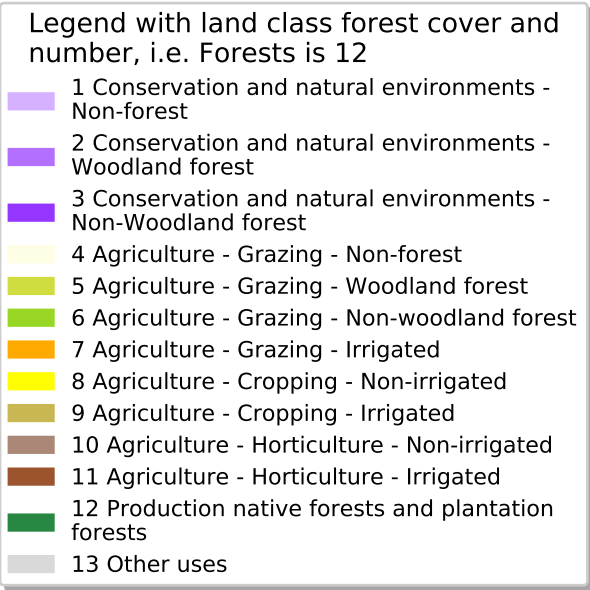 Legend with land class forest cover and
number, i.e. Forests is 12
1 Conservation and natural environments -
Non-forest
2 Conservation and natural environments -
Woodland forest
3 Conservation and natural environments -
Non-Woodland forest
4 Agriculture - Grazing - Non-forest
5 Agriculture - Grazing - Woodland forest
6 Agriculture - Grazing - Non-woodland forest
7 Agriculture - Grazing - Irrigated
8 Agriculture - Cropping - Non-irrigated
9 Agriculture - Cropping - Irrigated
10 Agriculture - Horticulture - Non-irrigated
11 Agriculture - Horticulture - Irrigated
12 Production native forests and plantation
forests
13 Other uses